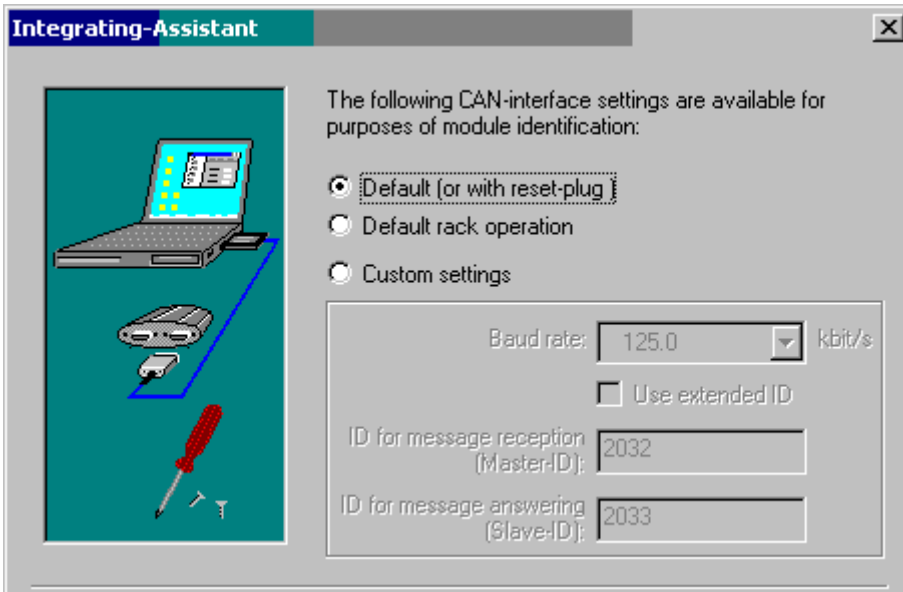 Integrating-Assistant
The following CAN-interface settings are available for
purposes of module identification:
Default (or with reset-plug )
Default rack operation
Custom settings
Baud rate: 125.0 kbit/s
Use extended ID
ID for message reception
(Master-ID): 2032
ID for message answering
(Slave-ID): 2033